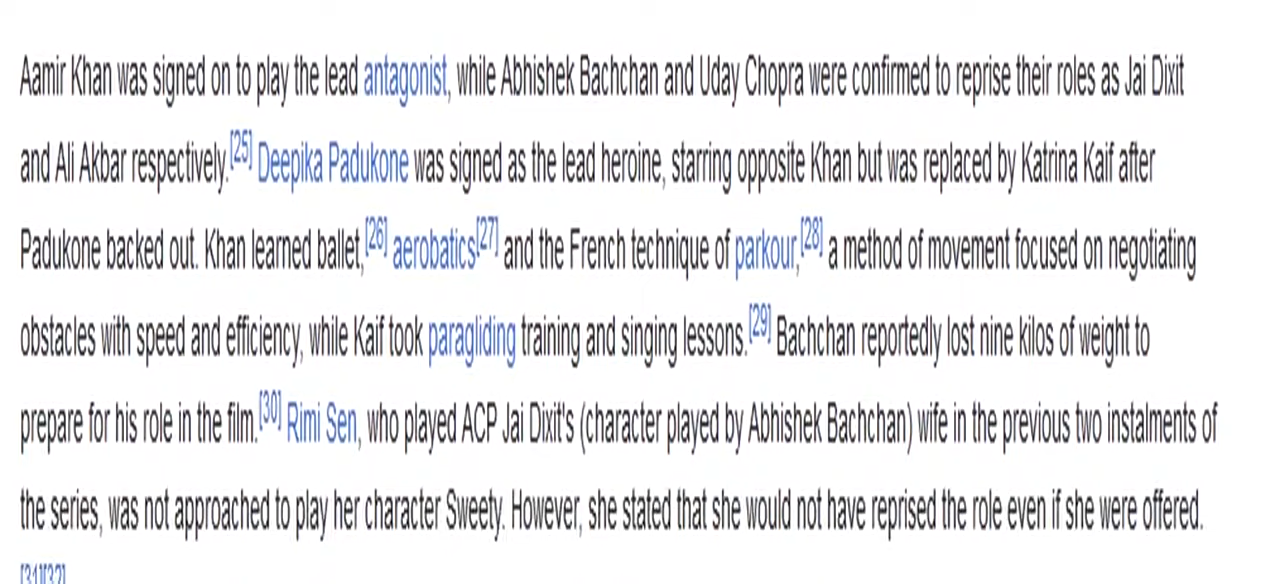 Aamir Khan was signed on to play the lead antagonist, while Abhishek Bachchan and Uday Chopra were confirmed to reprise their roles as Jai Dixit
and Ali Akbar respectively.[25] Deepika Padukone was signed as the lead heroine, starring opposite Khan but was replaced by Katrina Kaif after
Padukone backed out. Khan learned ballet,[26] aerobatics[27] and the French technique of parkour,[28] a method of movement focused on negotiating
obstacles with speed and efficiency, while Kaif took paragliding training and singing lessons.[29] Bachchan reportedly lost nine kilos of weight to
prepare for his role in the film.[30] Rimi Sen, who played ACP Jai Dixit's (character played by Abhishek Bachchan) wife in the previous two instalments of
the series, was not approached to play her character Sweety. However, she stated that she would not have reprised the role even if she were offered.
[31][32]